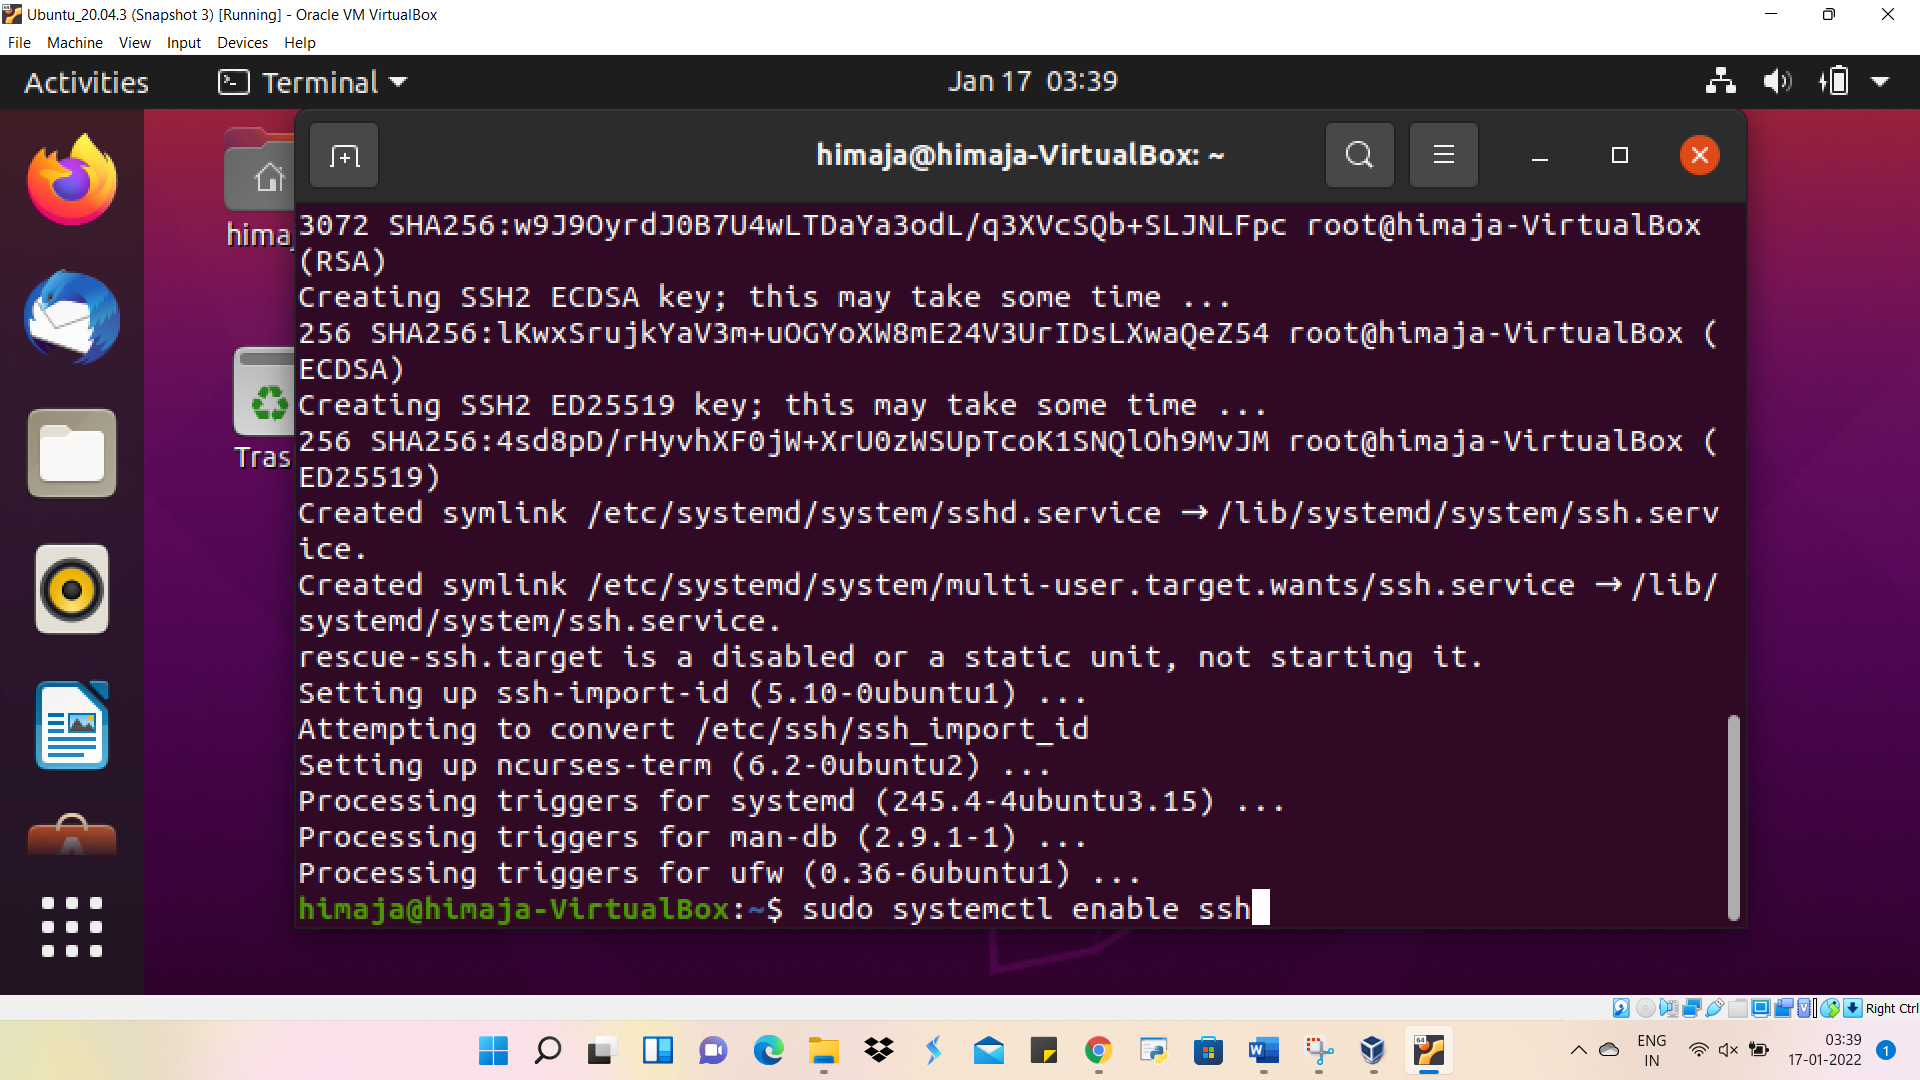 Ubuntu_20.04.3 (Snapshot 3) [Running] - Oracle VM VirtualBox
File Machine View Input Devices Help
Activities Terminal Jan 17 03:39
himaja@himaja-VirtualBox: ~
himaj
Tras
3072 SHA256:w9J9OyrdJ0B7U4wLTDaYa3odL/q3XVcSQb+SLJNLFpc root@himaja-VirtualBox
(RSA)
Creating SSH2 ECDSA key; this may take some time ...
256 SHA256:lKwxSrujkYaV3m+uOGYoXW8mE24V3UrIDsLXwaQeZ54 root@himaja-VirtualBox (
ECDSA)
Creating SSH2 ED25519 key; this may take some time ...
256 SHA256:4sd8pD/rHyvhXF0jW+XrU0zWSUpTcoK1SNQlOh9MvJM root@himaja-VirtualBox (
ED25519)
Created symlink /etc/systemd/system/sshd.service → /lib/systemd/system/ssh.serv
ice.
Created symlink /etc/systemd/system/multi-user.target.wants/ssh.service → /lib/
systemd/system/ssh.service.
rescue-ssh.target is a disabled or a static unit, not starting it.
Setting up ssh-import-id (5.10-0ubuntu1) ...
Attempting to convert /etc/ssh/ssh_import_id
Setting up ncurses-term (6.2-0ubuntu2) ...
Processing triggers for systemd (245.4-4ubuntu3.15) ...
Processing triggers for man-db (2.9.1-1) ...
Processing triggers for ufw (0.36-6ubuntu1) ...
himaja@himaja-VirtualBox:~$ sudo systemctl enable ssh
Right Ctrl
ENG
IN
03:39
17-01-2022
1